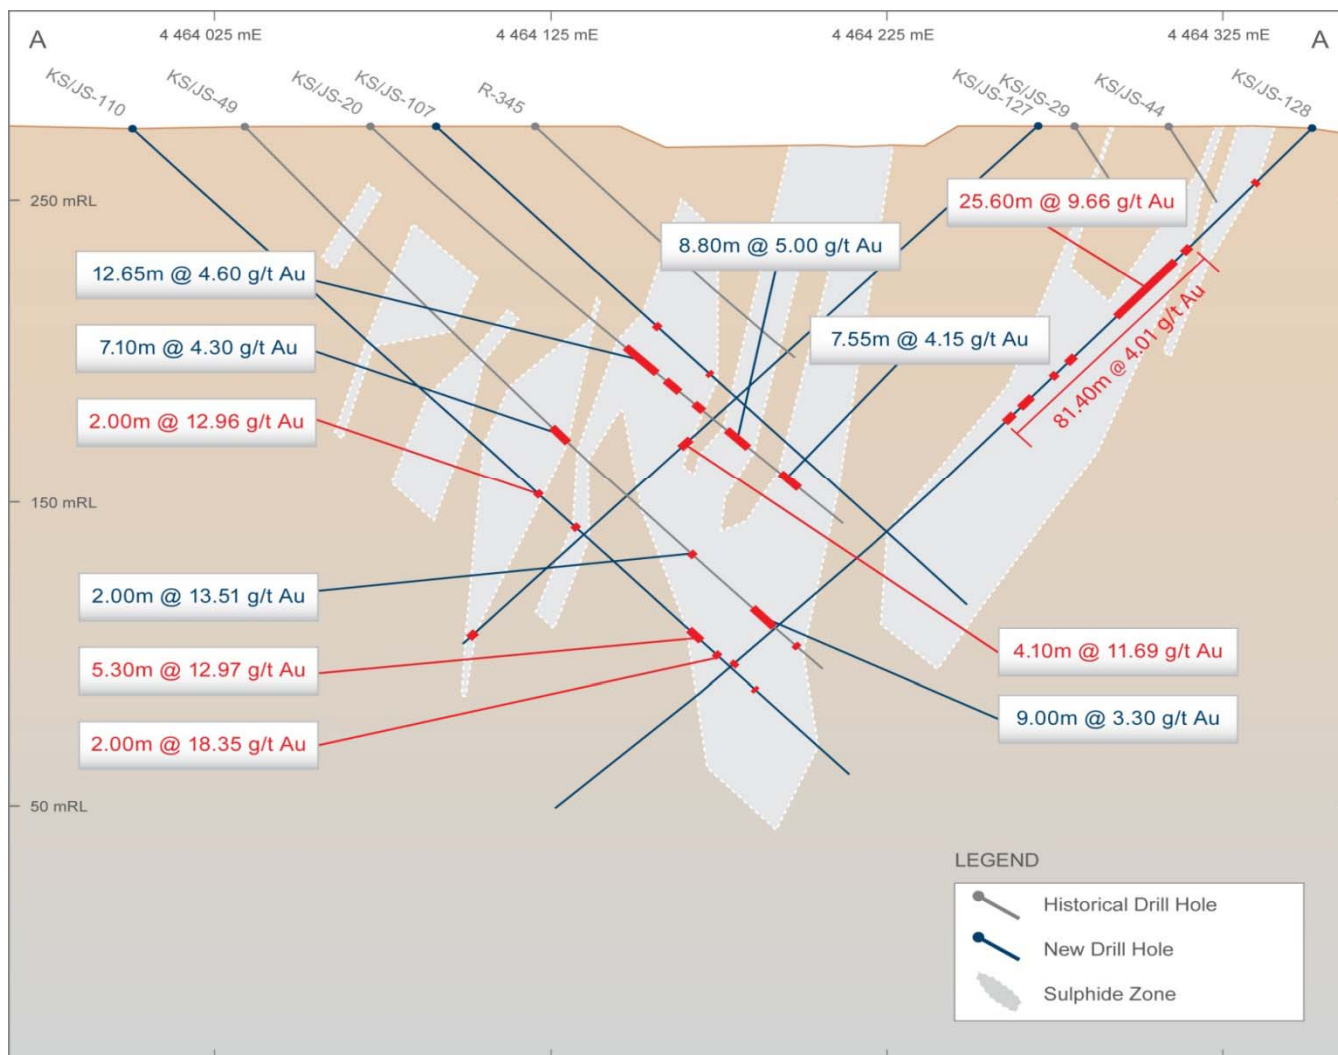 A
4 464 025 mE
4 464 125 mE
4 464 225 mE
4 464 325 mE
A
KS/JS-110
KS/JS-49
KS/JS-20
KS/JS-107
R-345
KS/JS-127
KS/JS-29
KS/JS-44
KS/JS-128
250 mRL
25.60m @ 9.66 g/t Au
8.80m @ 5.00 g/t Au
12.65m @ 4.60 g/t Au
7.10m @ 4.30 g/t Au
7.55m @ 4.15 g/t Au
81.40m @ 4.01 g/t Au
2.00m @ 12.96 g/t Au
150 mRL
2.00m @ 13.51 g/t Au
4.10m @ 11.69 g/t Au
5.30m @ 12.97 g/t Au
9.00m @ 3.30 g/t Au
2.00m @ 18.35 g/t Au
50 mRL
LEGEND
Historical Drill Hole
New Drill Hole
Sulphide Zone